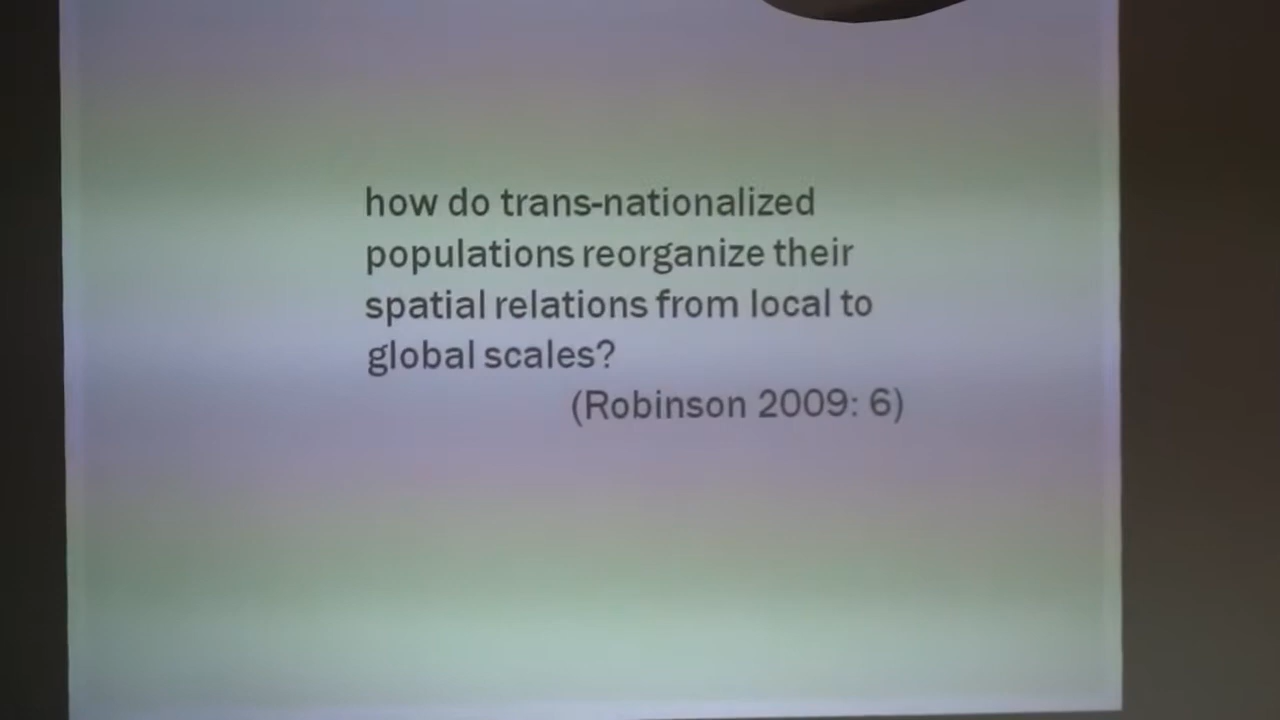 how do trans-nationalized
populations reorganize their
spatial relations from local to
global scales?
(Robinson 2009: 6)